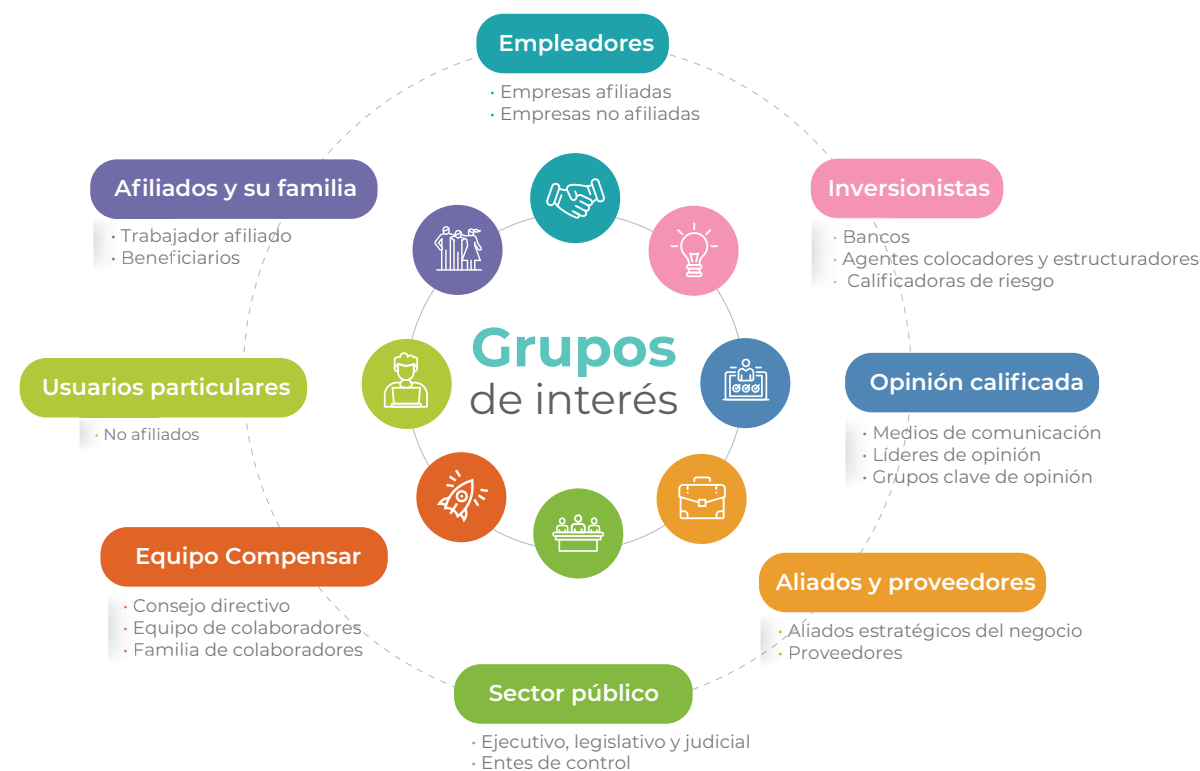 Empleadores
· Empresas afiliadas
· Empresas no afiliadas
Afiliados y su familia
· Trabajador afiliado
· Beneficiarios
Inversionistas
· Bancos
· Agentes colocadores y estructuradores
· Calificadoras de riesgo
Grupos
de interés
Usuarios particulares
· No afiliados
Opinión calificada
· Medios de comunicación
· Líderes de opinión
· Grupos clave de opinión
Equipo Compensar
· Consejo directivo
· Equipo de colaboradores
· Familia de colaboradores
Aliados y proveedores
· Aliados estratégicos del negocio
· Proveedores
Sector público
· Ejecutivo, legislativo y judicial
· Entes de control